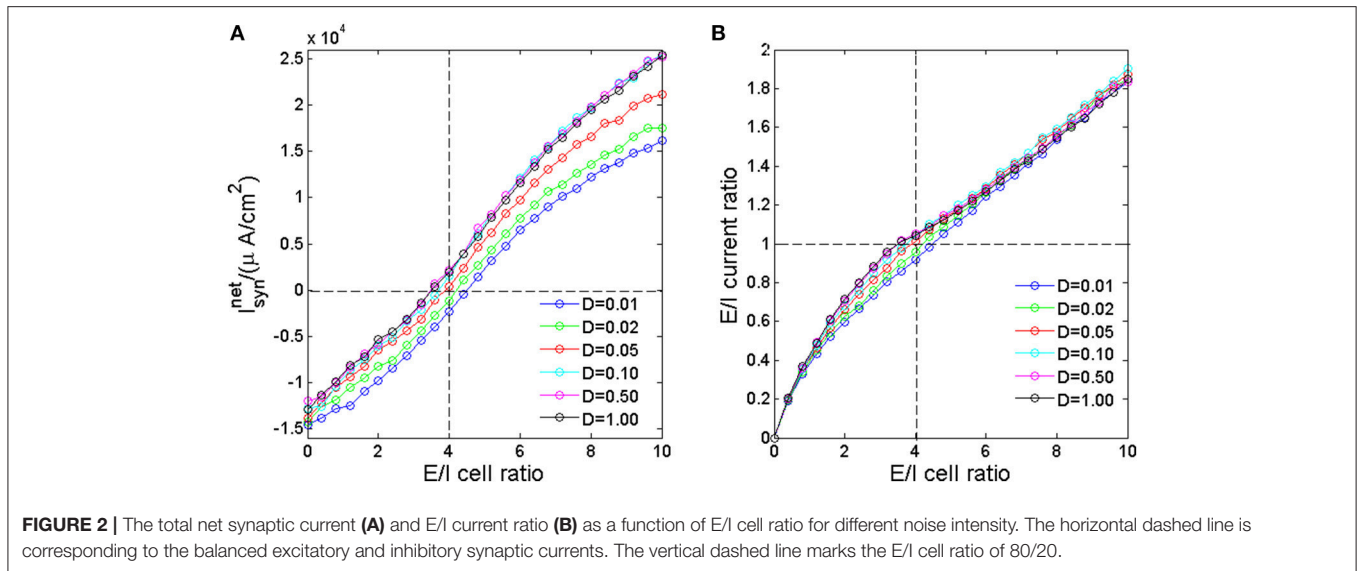 A
x 10⁴
2.5
2
1.5
1
0.5
0
-0.5
-1
-1.5
I_syn^net/(μ A/cm²)
0 2 4 6 8 10
E/I cell ratio
D=0.01
D=0.02
D=0.05
D=0.10
D=0.50
D=1.00
B
2
1.8
1.6
1.4
1.2
1
0.8
0.6
0.4
0.2
0
E/I current ratio
0 2 4 6 8 10
E/I cell ratio
D=0.01
D=0.02
D=0.05
D=0.10
D=0.50
D=1.00
FIGURE 2 | The total net synaptic current (A) and E/I current ratio (B) as a function of E/I cell ratio for different noise intensity. The horizontal dashed line is
corresponding to the balanced excitatory and inhibitory synaptic currents. The vertical dashed line marks the E/I cell ratio of 80/20.